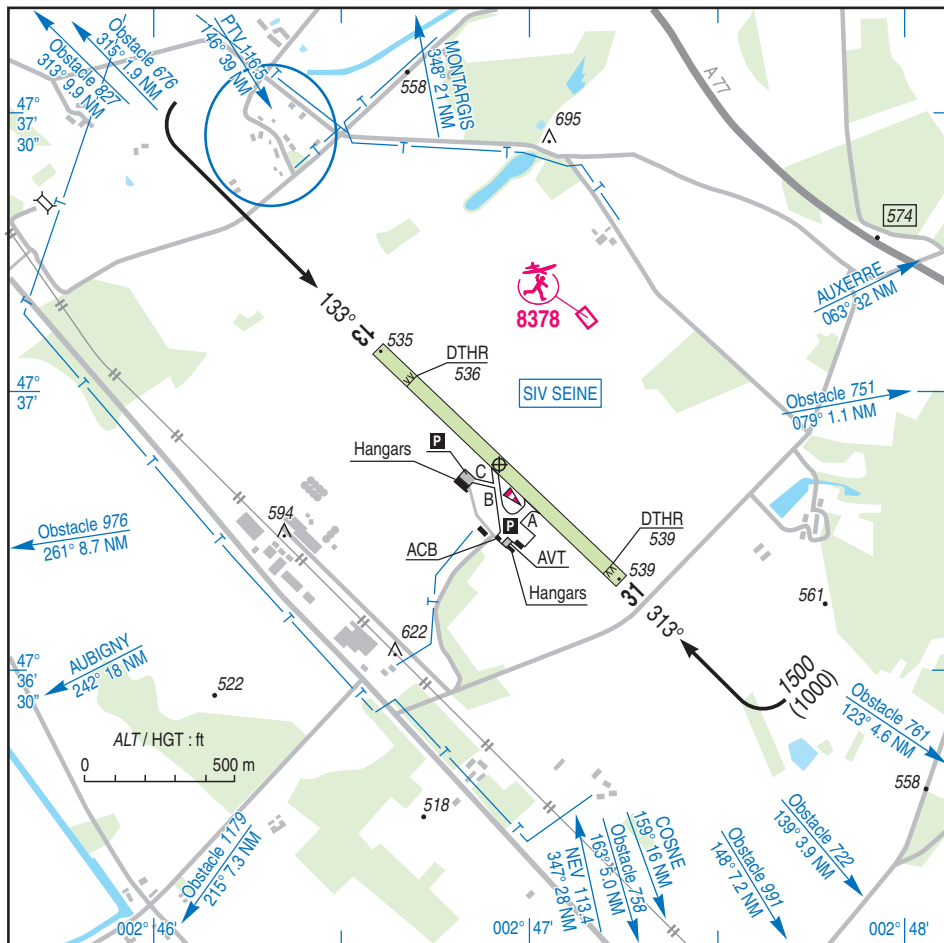 Obstacle 827
313° 9.9 NM
Obstacle 676
315° 1.9 NM
PTV 116.5
146° 39 NM
MONTARGIS
348° 21 NM
558
695
A 77
574
AUXERRE
063° 32 NM
47°
37'
30"
T
T
T
T
T
T
8378
133°
13
535
DTHR
536
SIV SEINE
47°
37'
Obstacle 751
079° 1.1 NM
P
Hangars
C
B
A
P
T
594
Obstacle 976
261° 8.7 NM
ACB
AVT
Hangars
DTHR
539
539
31
313°
561
T
T
622
47°
36'
30"
AUBIGNY
242° 18 NM
522
1500
(1000)
Obstacle 761
123° 4.6 NM
ALT / HGT : ft
0
500 m
T
T
518
558
Obstacle 1179
215° 7.3 NM
NEV 113.4
347° 28 NM
Obstacle 758
163° 5.0 NM
COSNE
159° 16 NM
Obstacle 991
148° 7.2 NM
Obstacle 722
139° 3.9 NM
002° 46'
002° 47'
002° 48'